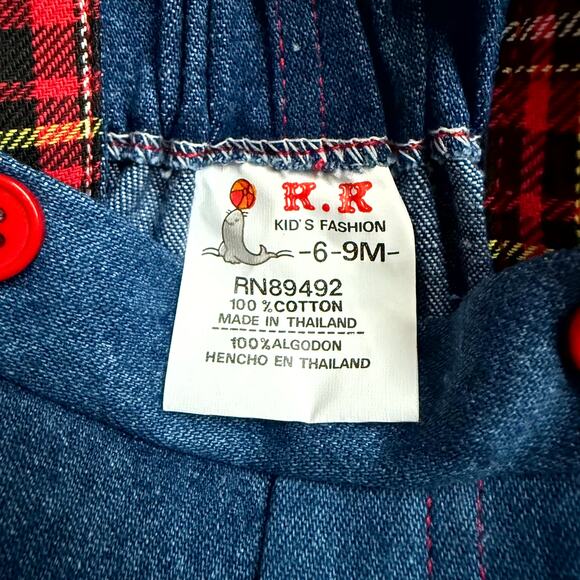 K.K
KID'S FASHION
-6-9M-
RN89492
100%COTTON
MADE IN THAILAND
100%ALGODON
HENCHO EN THAILAND